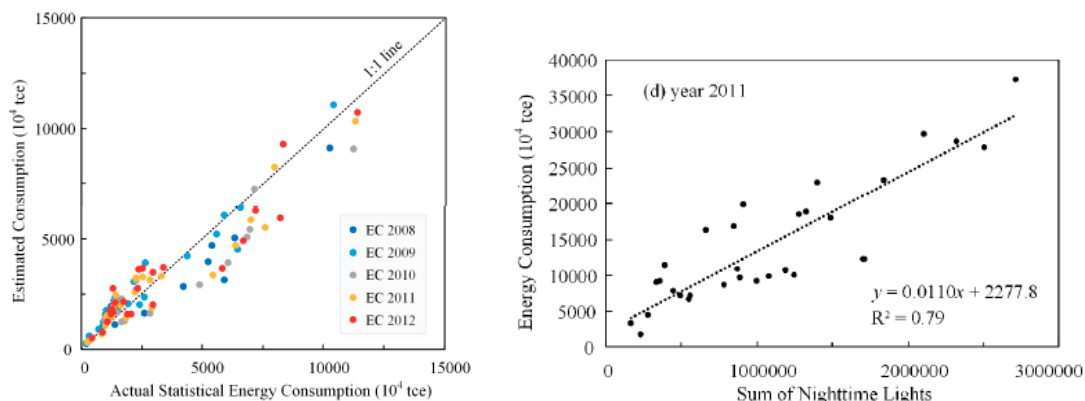 15000
10000
5000
0
Estimated Consumption (10⁴ tce)
1:1 line
EC 2008
EC 2009
EC 2010
EC 2011
EC 2012
0 5000 10000 15000
Actual Statistical Energy Consumption (10⁴ tce)
40000
35000
30000
25000
20000
15000
10000
5000
0
Energy Consumption (10⁴ tce)
(d) year 2011
y = 0.0110x + 2277.8
R² = 0.79
0 1000000 2000000 3000000
Sum of Nighttime Lights